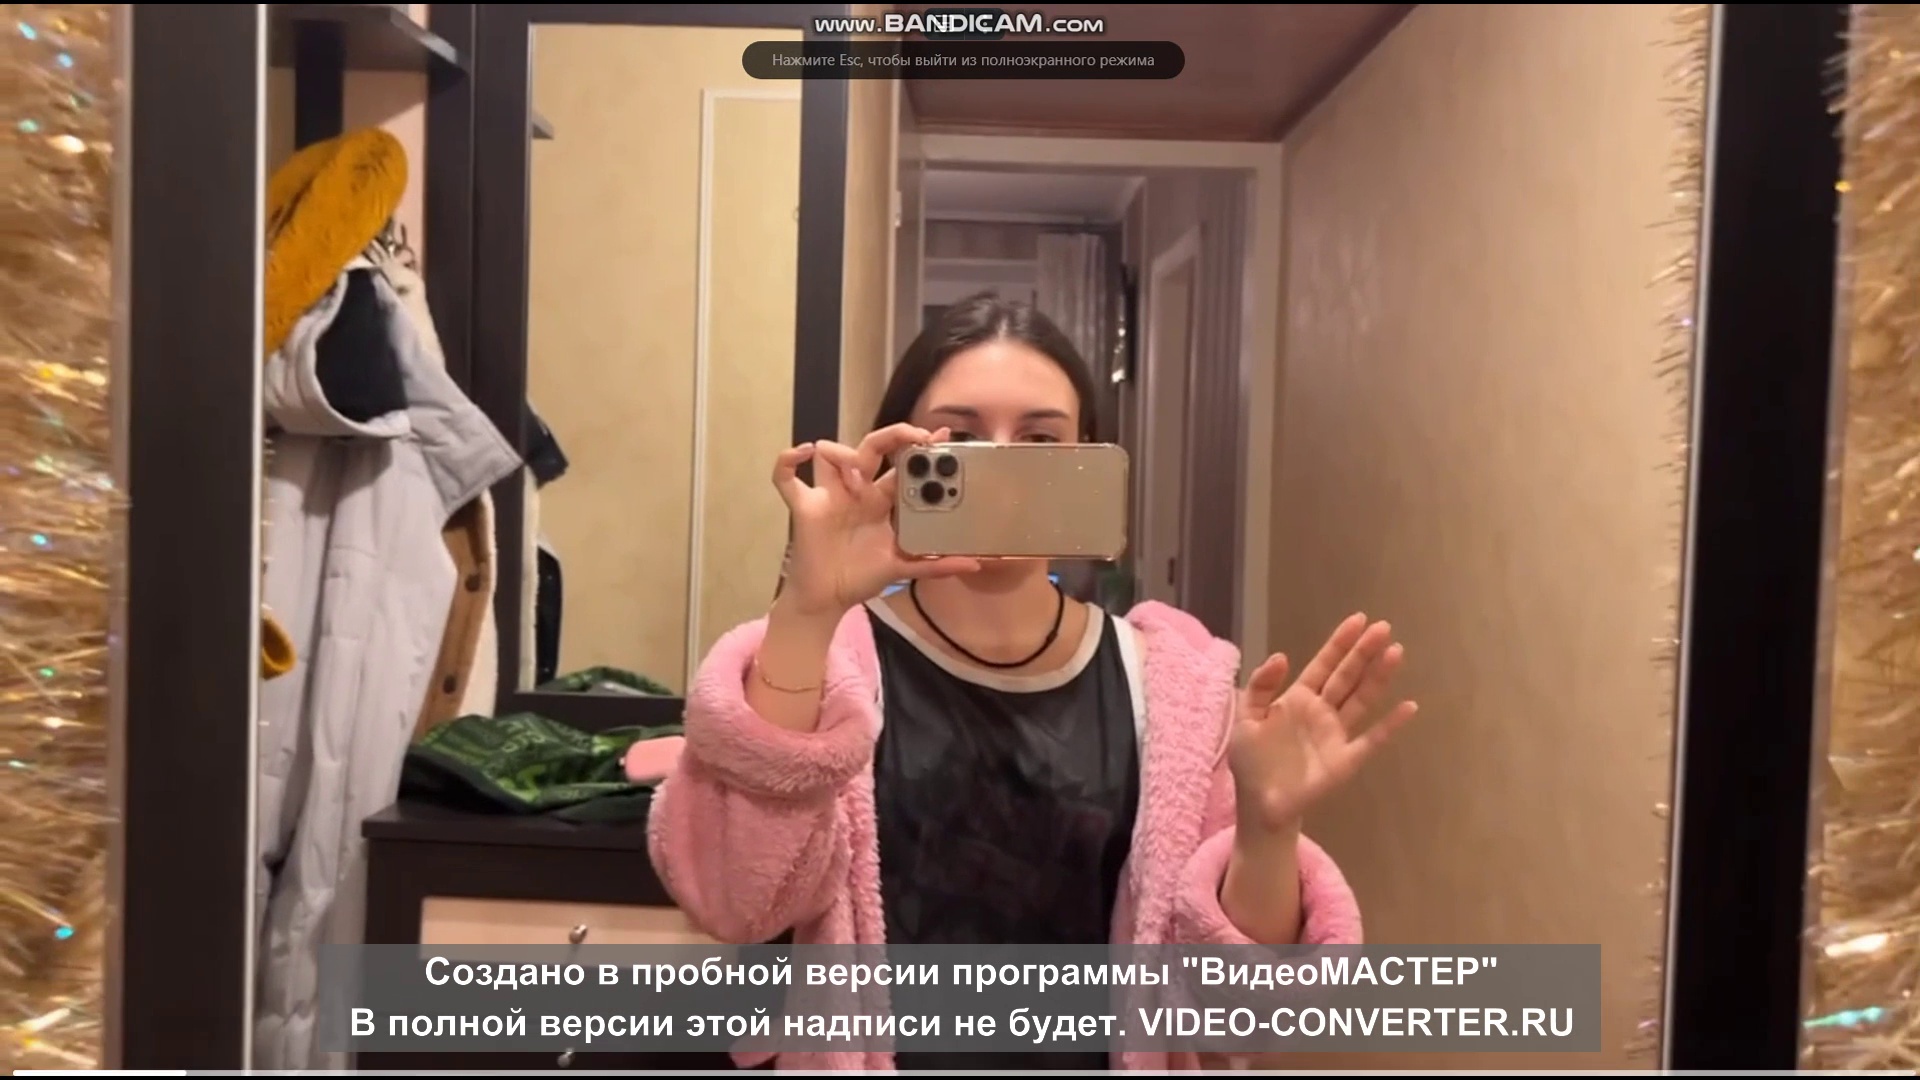 www.BANDICAM.com
Нажмите Esc, чтобы выйти из полноэкранного режима
Создано в пробной версии программы "ВидеоМАСТЕР"
В полной версии этой надписи не будет. VIDEO-CONVERTER.RU